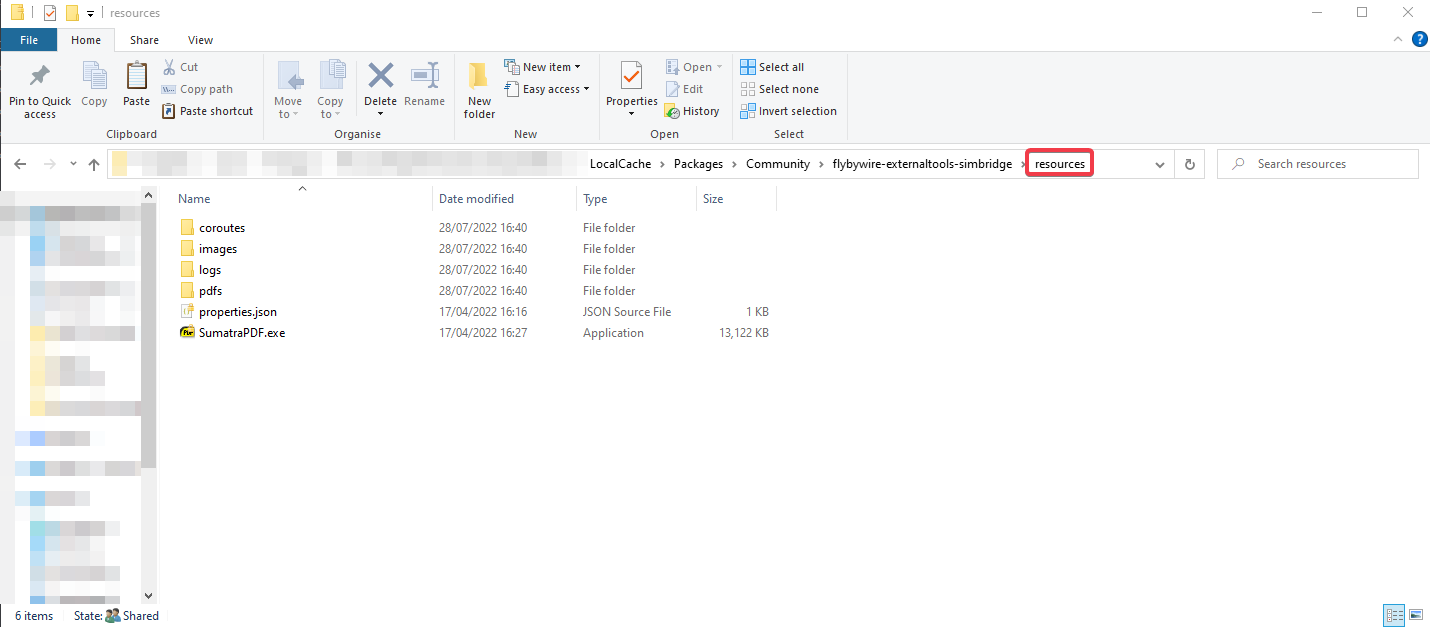 resources
File Home Share View
Pin to Quick access
Copy
Paste
Cut
Copy path
Paste shortcut
Clipboard
Move to
Copy to
Delete
Rename
Organise
New folder
New item
Easy access
New
Properties
Open
Edit
History
Open
Select all
Select none
Invert selection
Select
LocalCache Packages Community flybywire-externaltools-simbridge resources
Search resources
Name Date modified Type Size
coroutes 28/07/2022 16:40 File folder
images 28/07/2022 16:40 File folder
logs 28/07/2022 16:40 File folder
pdfs 28/07/2022 16:40 File folder
properties.json 17/04/2022 16:16 JSON Source File 1 KB
SumatraPDF.exe 17/04/2022 16:27 Application 13,122 KB
6 items State: Shared